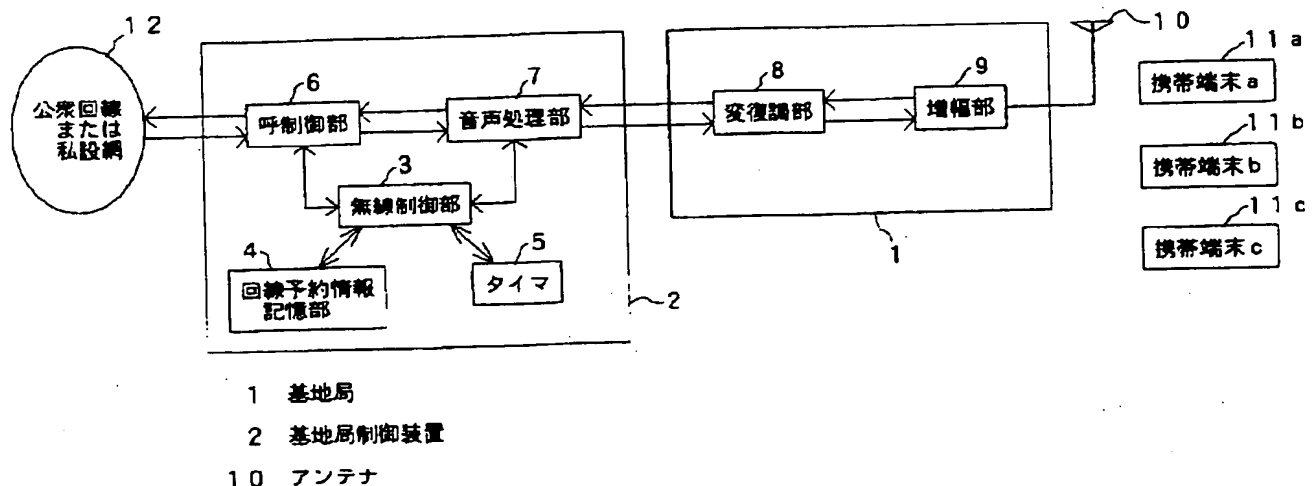 12
公衆回線
または
私設網
6
呼制御部
7
音声処理部
3
無線制御部
4
回線予約情報
記憶部
5
タイマ
2
8
変復調部
9
増幅部
1
10
11a
携帯端末a
11b
携帯端末b
11c
携帯端末c
1 基地局
2 基地局制御装置
10 アンテナ